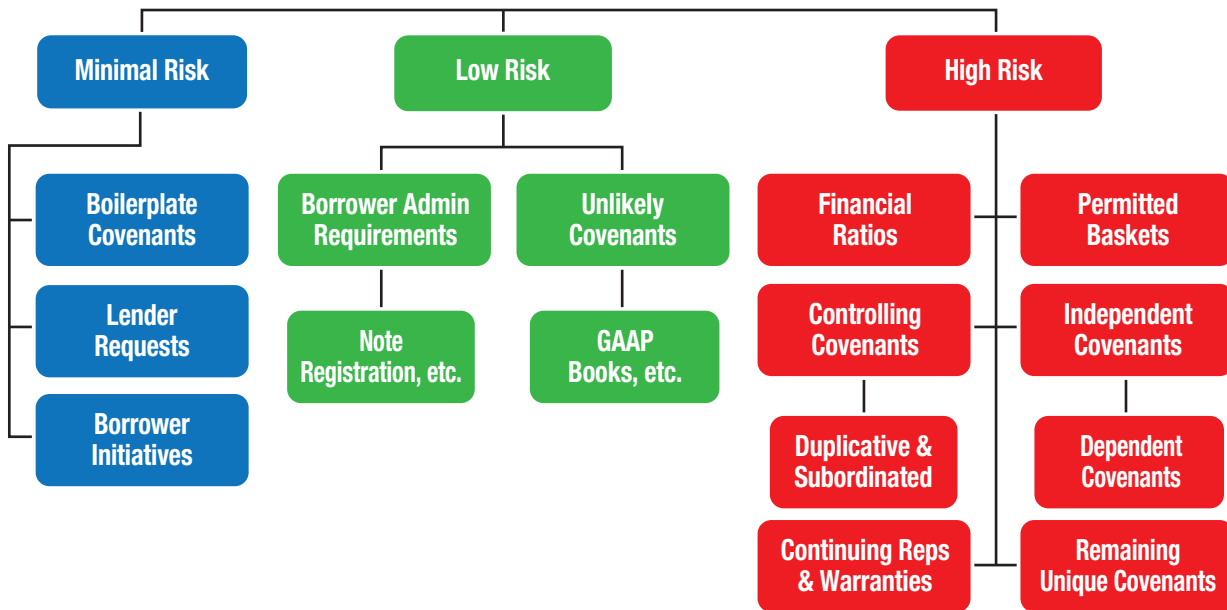 Minimal Risk
Low Risk
High Risk
Boilerplate
Covenants
Lender
Requests
Borrower
Initiatives
Borrower Admin
Requirements
Note
Registration, etc.
Unlikely
Covenants
GAAP
Books, etc.
Financial
Ratios
Permitted
Baskets
Controlling
Covenants
Independent
Covenants
Duplicative &
Subordinated
Dependent
Covenants
Continuing Reps
& Warranties
Remaining
Unique Covenants